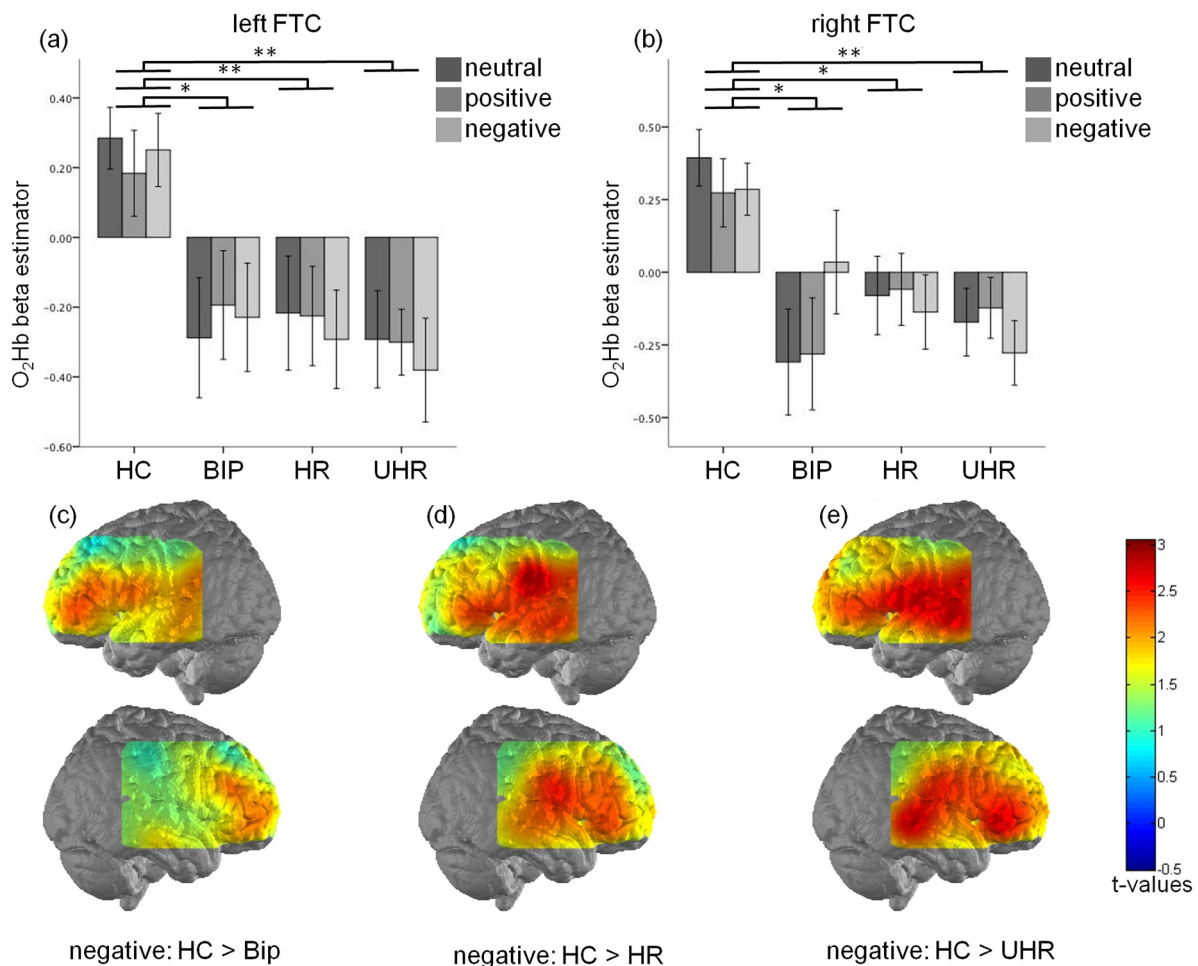 (a) left FTC
** 
**
*
neutral
positive
negative
0.40
0.20
0.00
-0.20
-0.40
-0.60
O₂Hb beta estimator
HC BIP HR UHR
(b) right FTC
**
*
*
neutral
positive
negative
0.50
0.25
0.00
-0.25
-0.50
O₂Hb beta estimator
HC BIP HR UHR
(c) (d) (e)
3
2.5
2
1.5
1
0.5
0
-0.5
t-values
negative: HC > Bip negative: HC > HR negative: HC > UHR